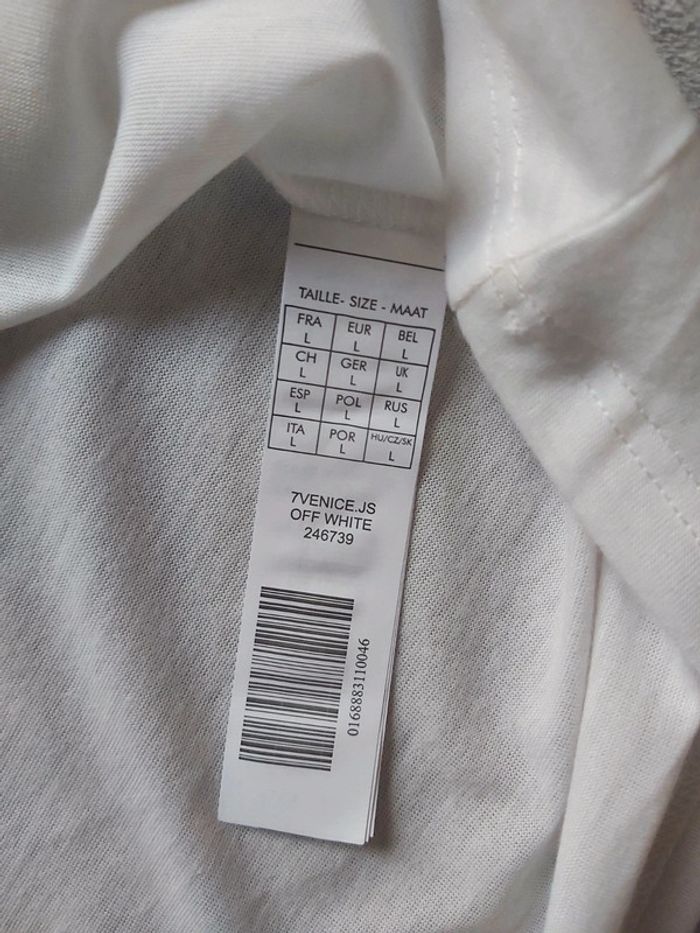 TAILLE- SIZE - MAAT
FRA EUR BEL
L L L
CH GER UK
L L L
ESP POL RUS
L L L
ITA POR HU/CZ/SK
L L L
7VENICE.JS
OFF WHITE
246739
0168883110046